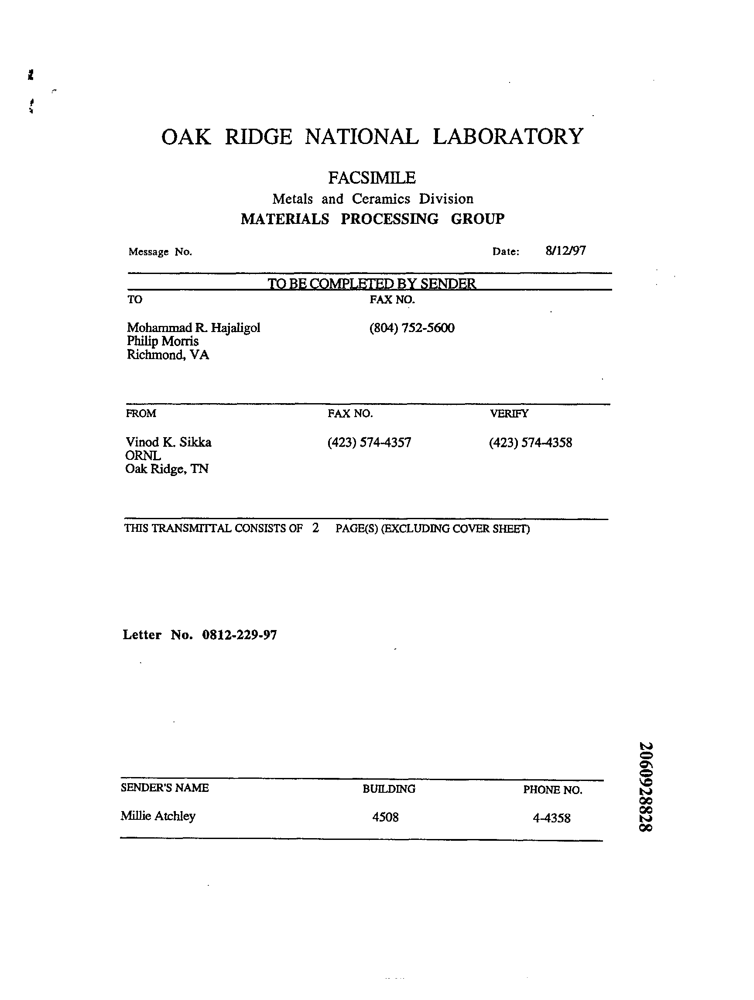 OAK RIDGE NATIONAL LABORATORY
FACSIMILE
Metals and Ceramics Division
MATERIALS PROCESSING GROUP
Message No. Date: 8/12/97
TO BE COMPLETED BY SENDER
TO FAX NO.
Mohammad R. Hajaligol (804) 752-5600
Philip Morris
Richmond, VA
FROM FAX NO. VERIFY
Vinod K. Sikka (423) 574-4357 (423) 574-4358
ORNL
Oak Ridge, TN
THIS TRANSMITTAL CONSISTS OF 2 PAGE(S) (EXCLUDING COVER SHEET)
Letter No. 0812-229-97
SENDER'S NAME BUILDING PHONE NO.
Millie Atchley 4508 4-4358
2060928828